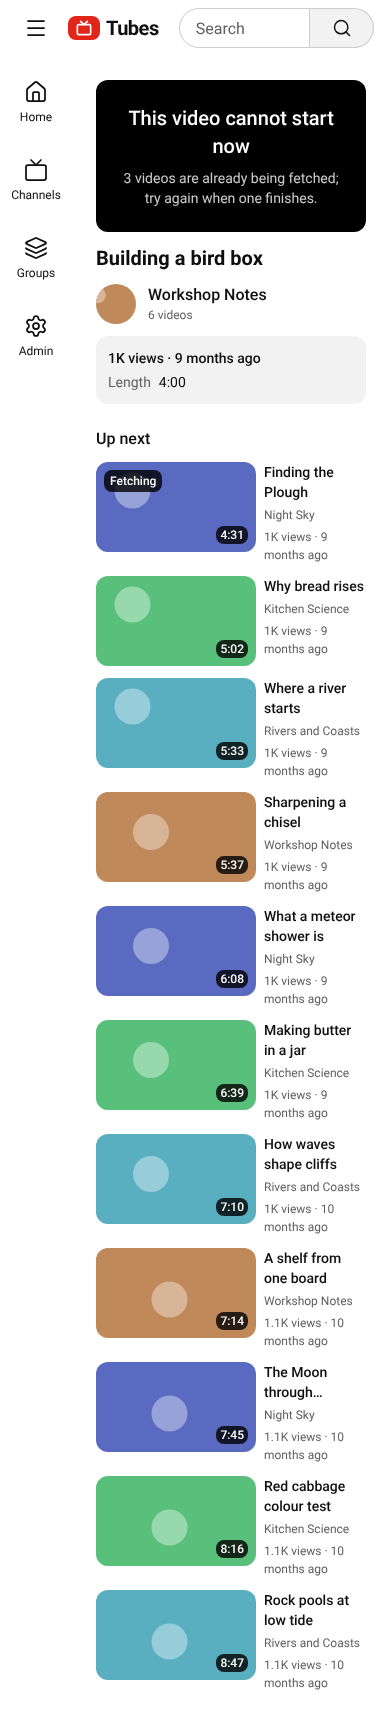 Tubes
Search
Home
Channels
Groups
Admin
This video cannot start
now
3 videos are already being fetched;
try again when one finishes.
Building a bird box
Workshop Notes
6 videos
1K views · 9 months ago
Length 4:00
Up next
Fetching
4:31
Finding the
Plough
Night Sky
1K views · 9
months ago
5:02
Why bread rises
Kitchen Science
1K views · 9
months ago
5:33
Where a river
starts
Rivers and Coasts
1K views · 9
months ago
5:37
Sharpening a
chisel
Workshop Notes
1K views · 9
months ago
6:08
What a meteor
shower is
Night Sky
1K views · 9
months ago
6:39
Making butter
in a jar
Kitchen Science
1K views · 9
months ago
7:10
How waves
shape cliffs
Rivers and Coasts
1K views · 10
months ago
7:14
A shelf from
one board
Workshop Notes
1.1K views · 10
months ago
7:45
The Moon
through…
Night Sky
1.1K views · 10
months ago
8:16
Red cabbage
colour test
Kitchen Science
1.1K views · 10
months ago
8:47
Rock pools at
low tide
Rivers and Coasts
1.1K views · 10
months ago